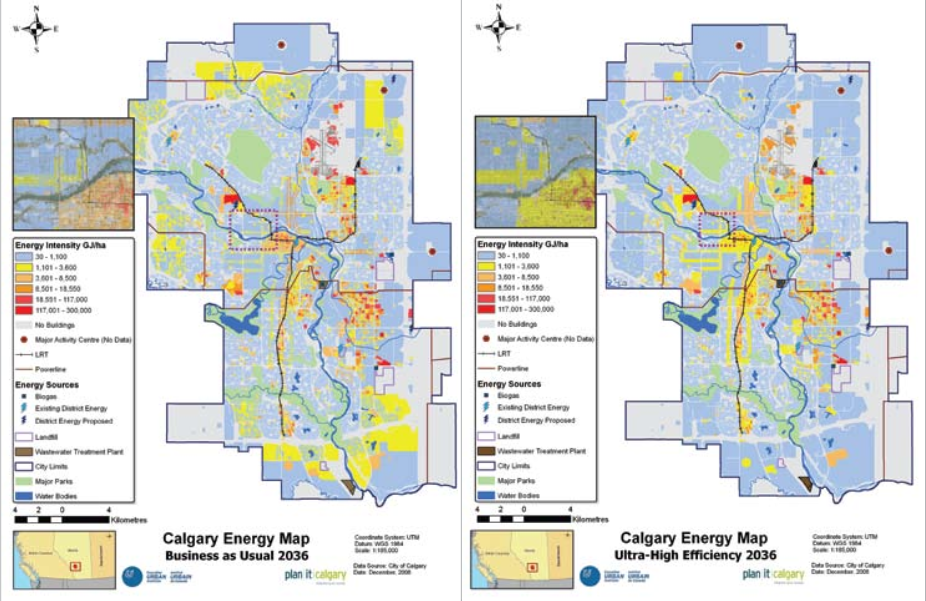 N
W
E
S
Energy Intensity GJ/ha
30 - 1,100
1,101 - 3,600
3,601 - 8,500
8,501 - 18,550
18,551 - 117,000
117,001 - 300,000
No Buildings
Major Activity Centre (No Data)
LRT
Powerline
Energy Sources
Biogas
Existing District Energy
District Energy Proposed
Landfill
Wastewater Treatment Plant
City Limits
Major Parks
Water Bodies
4 2 0 4
Kilometres
Calgary Energy Map
Business as Usual 2036
Coordinate System: UTM
Datum: WGS 1984
Scale: 1:185,000
Data Source: City of Calgary
Date: December, 2008
URBAN
URBAIN
plan it calgary
N
W
E
S
Energy Intensity GJ/ha
30 - 1,100
1,101 - 3,600
3,601 - 8,500
8,501 - 18,550
18,551 - 117,000
117,001 - 300,000
No Buildings
Major Activity Centre (No Data)
LRT
Powerline
Energy Sources
Biogas
Existing District Energy
District Energy Proposed
Landfill
Wastewater Treatment Plant
City Limits
Major Parks
Water Bodies
4 2 0 4
Kilometres
Calgary Energy Map
Ultra-High Efficiency 2036
Coordinate System: UTM
Datum: WGS 1984
Scale: 1:185,000
Data Source: City of Calgary
Date: December, 2008
URBAN
URBAIN
plan it calgary